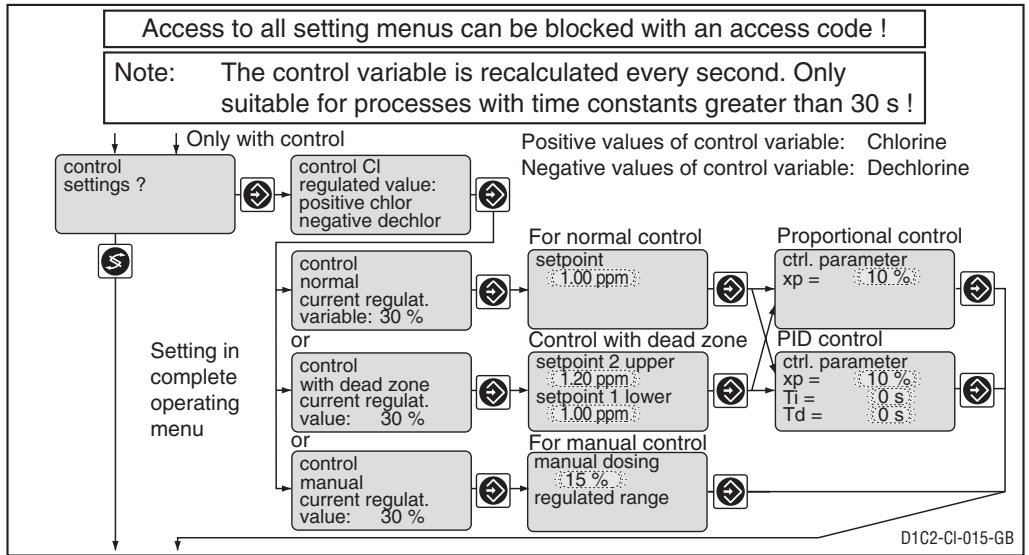 Access to all setting menus can be blocked with an access code !
Note: The control variable is recalculated every second. Only
suitable for processes with time constants greater than 30 s !
Only with control
Positive values of control variable: Chlorine
Negative values of control variable: Dechlorine
control
settings ?
control Cl
regulated value:
positive chlor
negative dechlor
For normal control
Proportional control
control
normal
current regulat.
variable: 30 %
setpoint
1.00 ppm
ctrl. parameter
xp = 10 %
or
Setting in
complete
operating
menu
Control with dead zone
PID control
control
with dead zone
current regulat.
value: 30 %
setpoint 2 upper
1.20 ppm
setpoint 1 lower
1.00 ppm
ctrl. parameter
xp = 10 %
Ti = 0 s
Td = 0 s
or
For manual control
control
manual
current regulat.
value: 30 %
manual dosing
15 %
regulated range
D1C2-Cl-015-GB